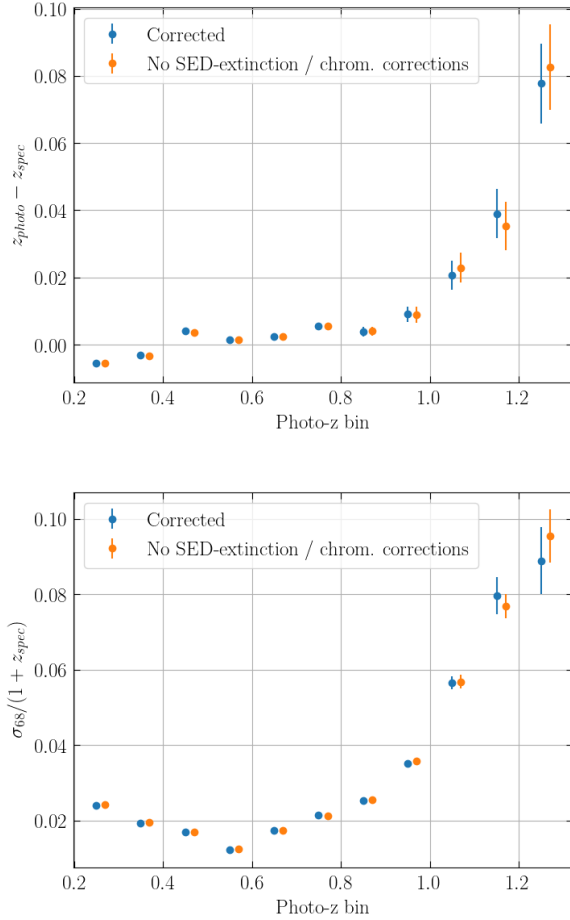 0.10
0.08
0.06
0.04
0.02
0.00
z_photo − z_spec
Corrected
No SED-extinction / chrom. corrections
0.2 0.4 0.6 0.8 1.0 1.2
Photo-z bin
0.10
0.08
0.06
0.04
0.02
σ_68/(1 + z_spec)
Corrected
No SED-extinction / chrom. corrections
0.2 0.4 0.6 0.8 1.0 1.2
Photo-z bin